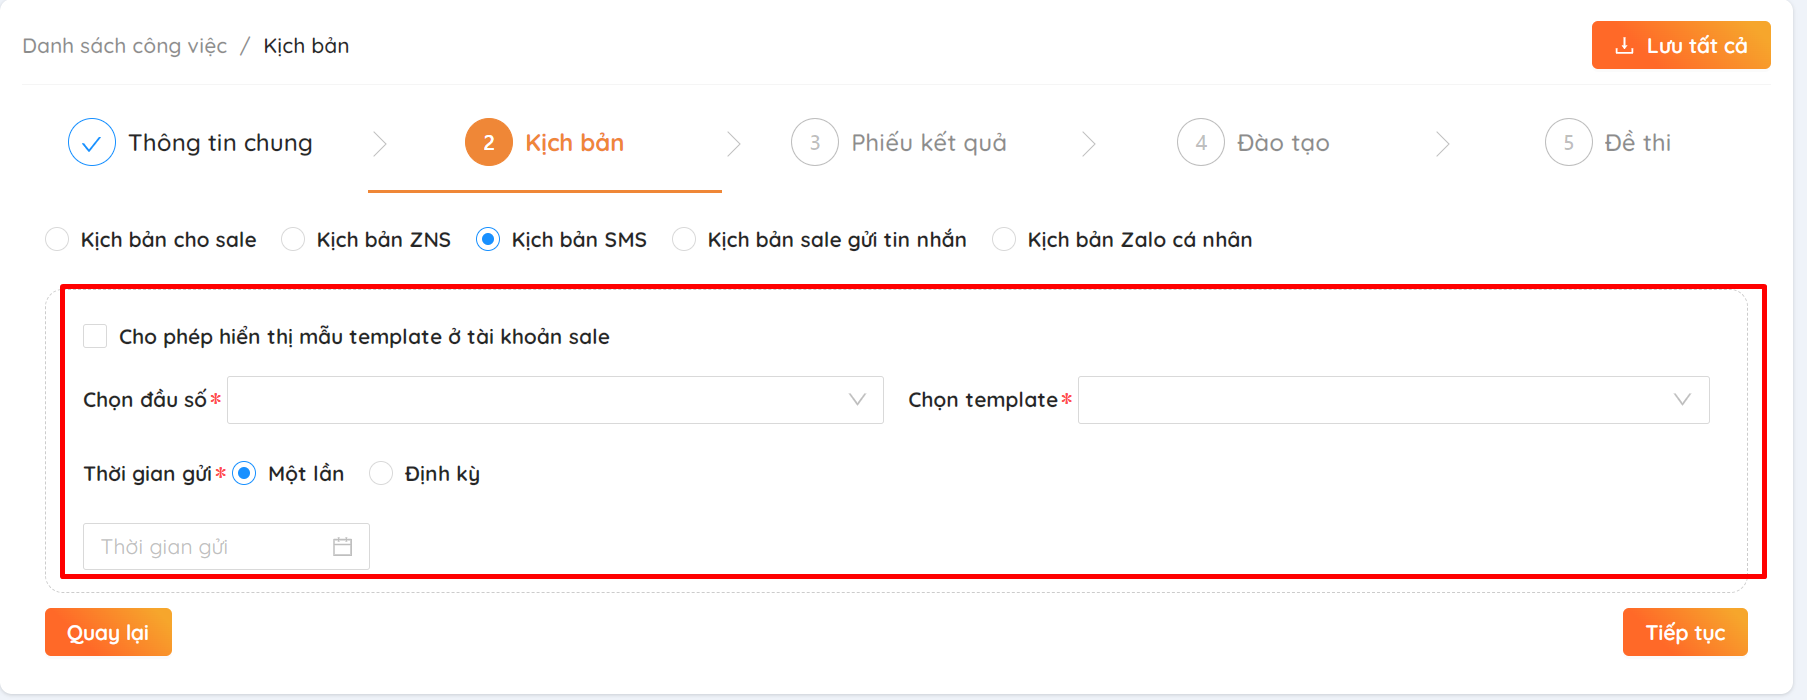 Danh sách công việc / Kịch bản
Lưu tất cả
Thông tin chung
2 Kịch bản
3 Phiếu kết quả
4 Đào tạo
5 Đề thi
Kịch bản cho sale
Kịch bản ZNS
Kịch bản SMS
Kịch bản sale gửi tin nhắn
Kịch bản Zalo cá nhân
Cho phép hiển thị mẫu template ở tài khoản sale
Chọn đầu số*
Chọn template*
Thời gian gửi* Một lần Định kỳ
Thời gian gửi
Quay lại
Tiếp tục